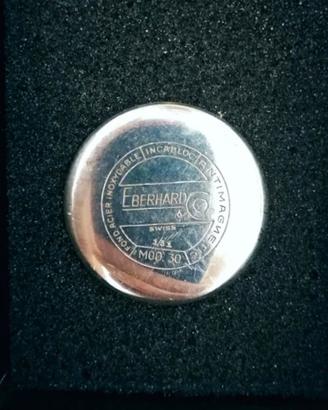 FOND ACIER INOXYDABLE INCABLOC ANTIMAGNETIC
EBERHARD & Co
SWISS
MOD. 30